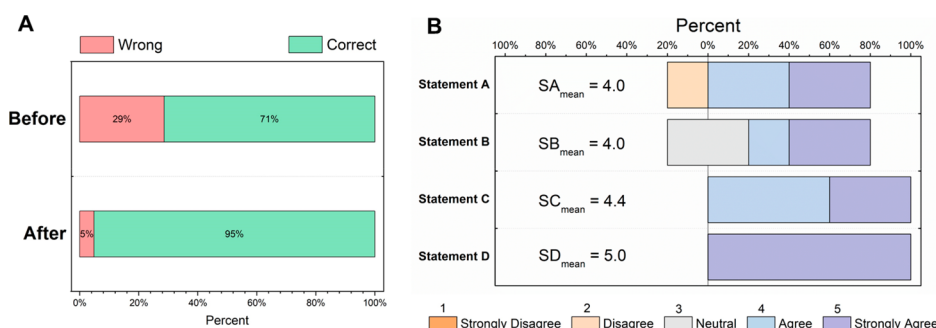 A
Wrong
Correct
Before
29%
71%
After
5%
95%
0%
20%
40%
60%
80%
100%
Percent
B
Percent
100%
80%
60%
40%
20%
0%
20%
40%
60%
80%
100%
Statement A
SAmean = 4.0
Statement B
SBmean = 4.0
Statement C
SCmean = 4.4
Statement D
SDmean = 5.0
1
2
3
4
5
Strongly Disagree
Disagree
Neutral
Agree
Strongly Agree